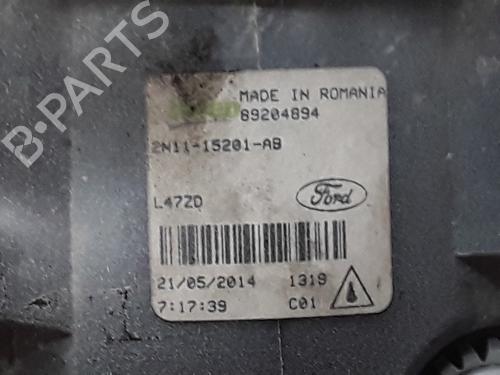 MADE IN ROMANIA
89204894
2N11-15201-AB
L47ZD
Ford
21/05/2014 1319
7:17:39 C01
B-PARTS